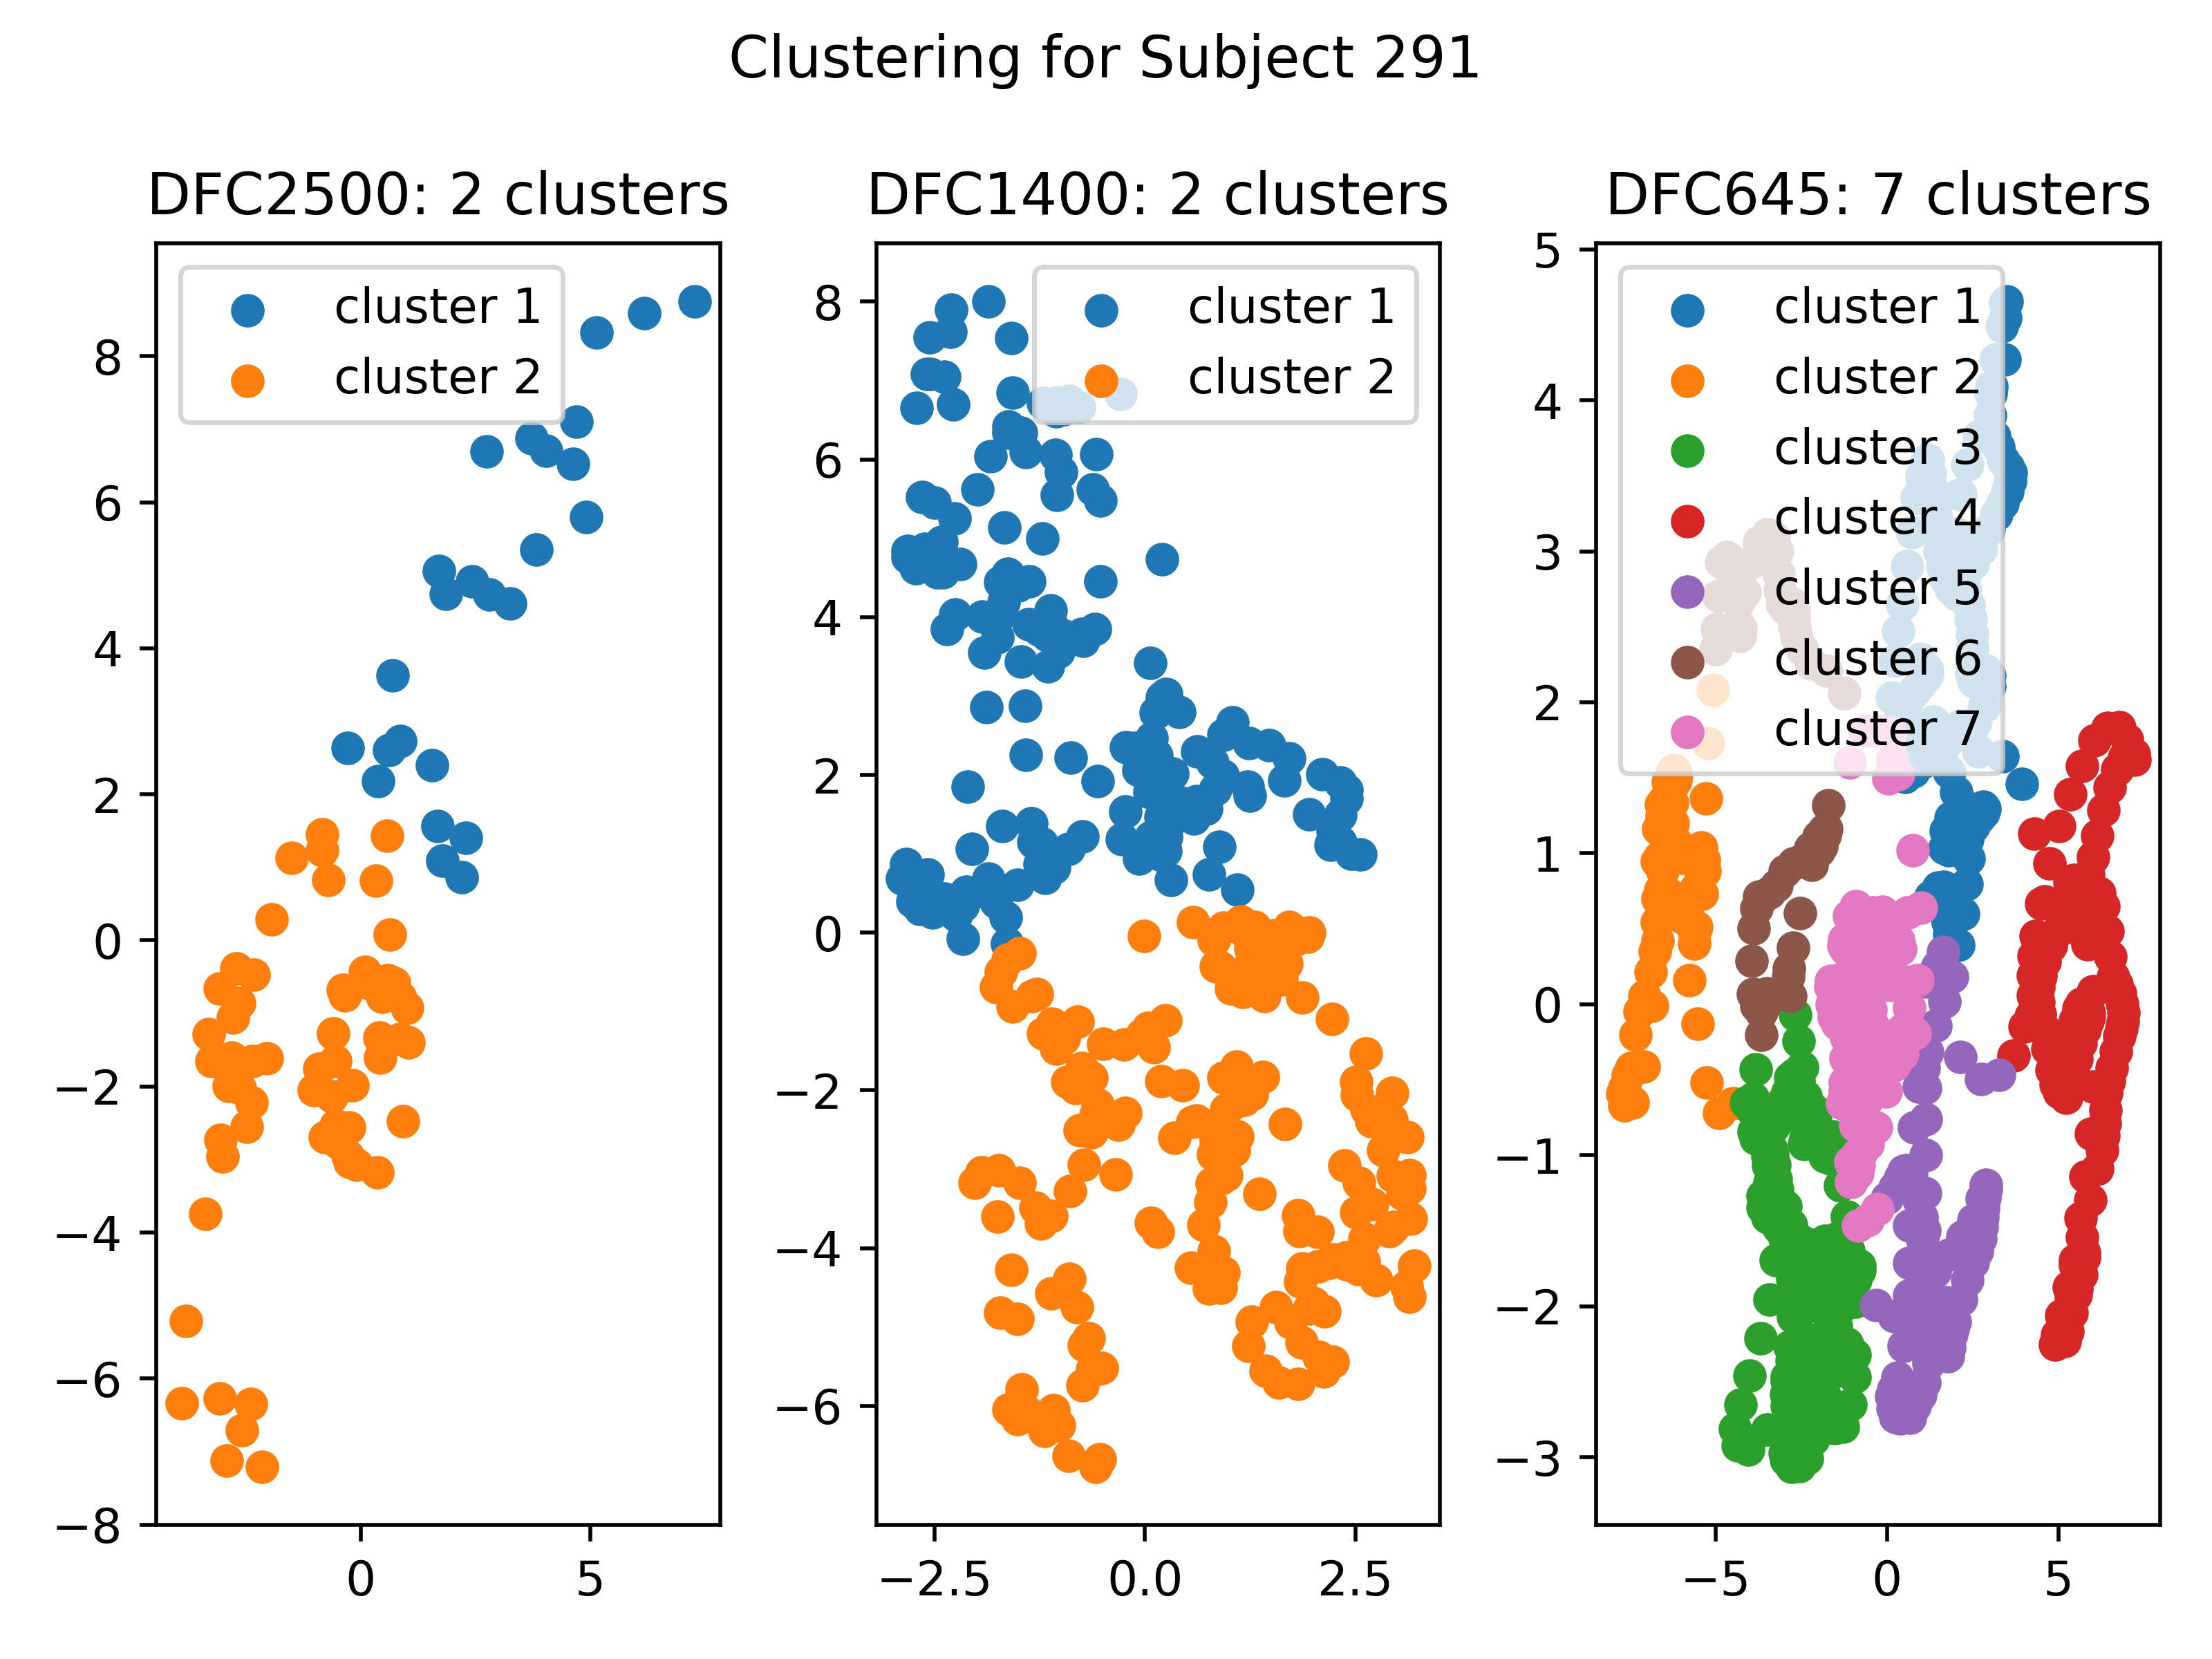 Clustering for Subject 291
DFC2500: 2 clusters
DFC1400: 2 clusters
DFC645: 7 clusters
cluster 1
cluster 2
8
6
4
2
0
−2
−4
−6
−8
0
5
cluster 1
cluster 2
8
6
4
2
0
−2
−4
−6
−2.5
0.0
2.5
cluster 1
cluster 2
cluster 3
cluster 4
cluster 5
cluster 6
cluster 7
5
4
3
2
1
0
−1
−2
−3
−5
0
5